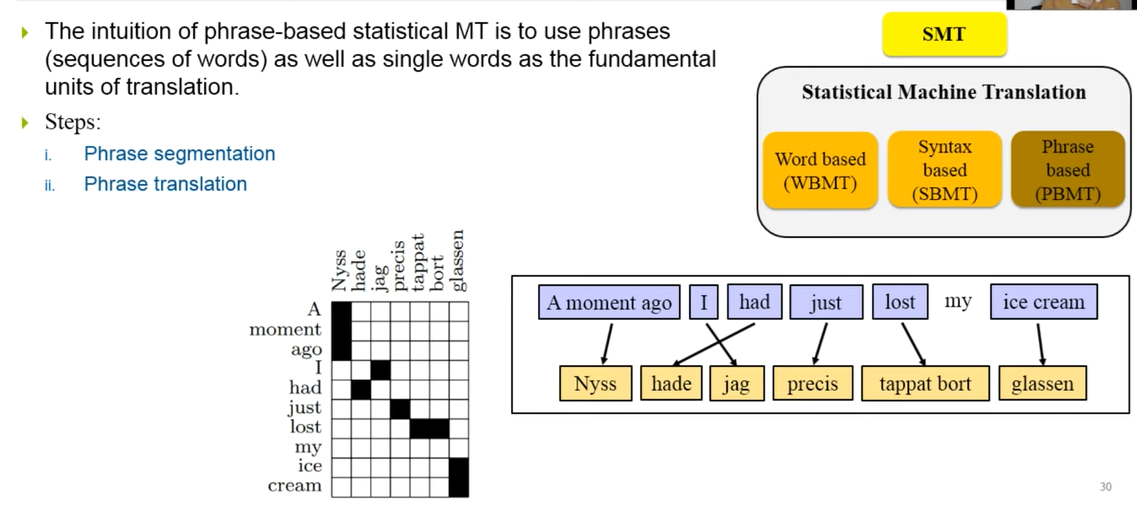 The intuition of phrase-based statistical MT is to use phrases
(sequences of words) as well as single words as the fundamental
units of translation.
Steps:
i. Phrase segmentation
ii. Phrase translation
SMT
Statistical Machine Translation
Word based
(WBMT)
Syntax
based
(SBMT)
Phrase
based
(PBMT)
Nyss
hade
jag
precis
tappat
bort
glassen
A
moment
ago
I
had
just
lost
my
ice
cream
A moment ago I had just lost my ice cream
Nyss hade jag precis tappat bort glassen
30